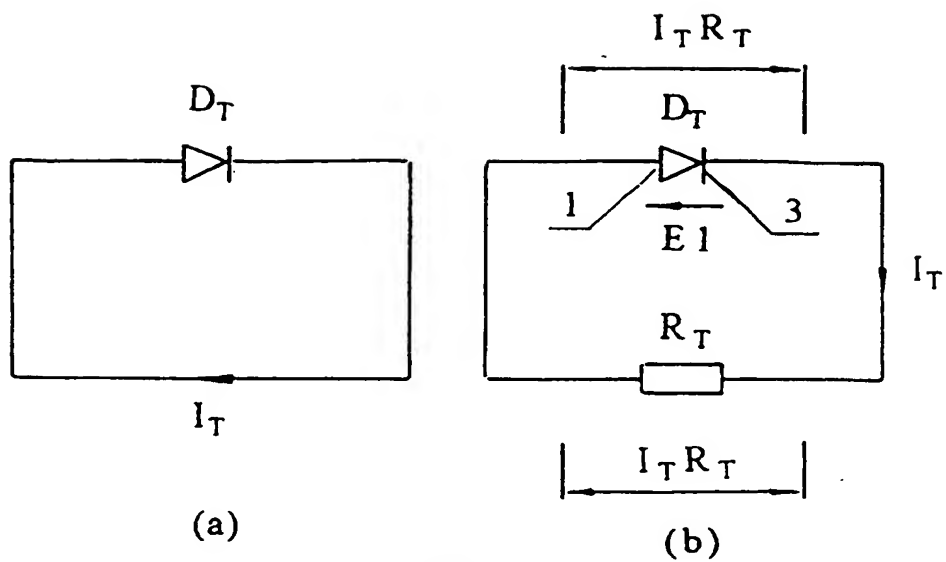 D_T
I_T
(a)
I_T R_T
D_T
1
3
E 1
I_T
R_T
I_T R_T
(b)